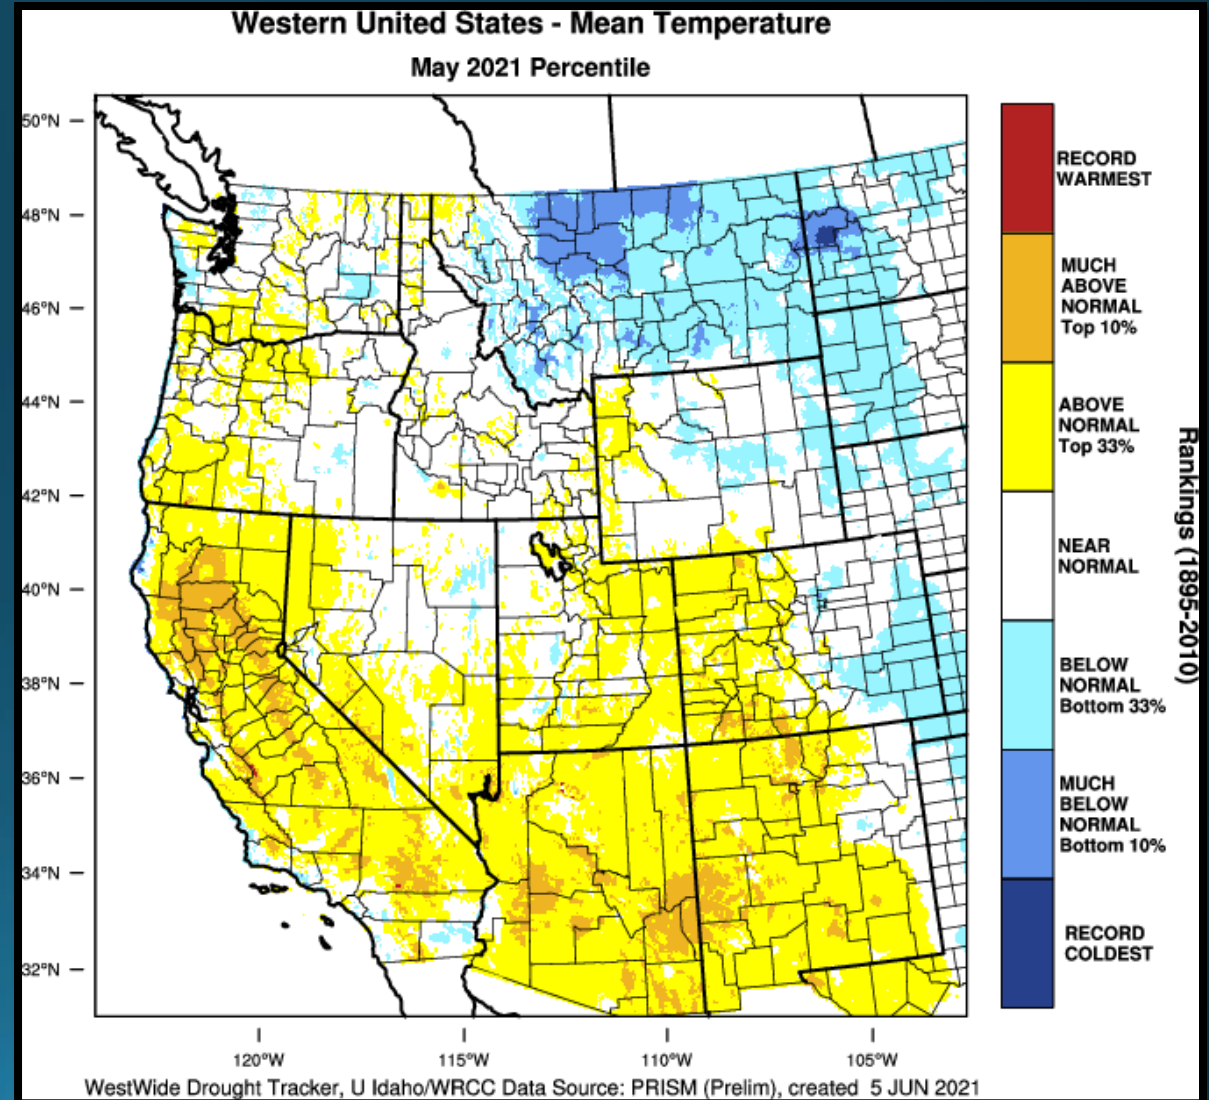 Western United States - Mean Temperature
May 2021 Percentile
50°N
48°N
46°N
44°N
42°N
40°N
38°N
36°N
34°N
32°N
120°W
115°W
110°W
105°W
RECORD
WARMEST
MUCH
ABOVE
NORMAL
Top 10%
ABOVE
NORMAL
Top 33%
NEAR
NORMAL
BELOW
NORMAL
Bottom 33%
MUCH
BELOW
NORMAL
Bottom 10%
RECORD
COLDEST
Rankings (1895-2010)
WestWide Drought Tracker, U Idaho/WRCC Data Source: PRISM (Prelim), created 5 JUN 2021